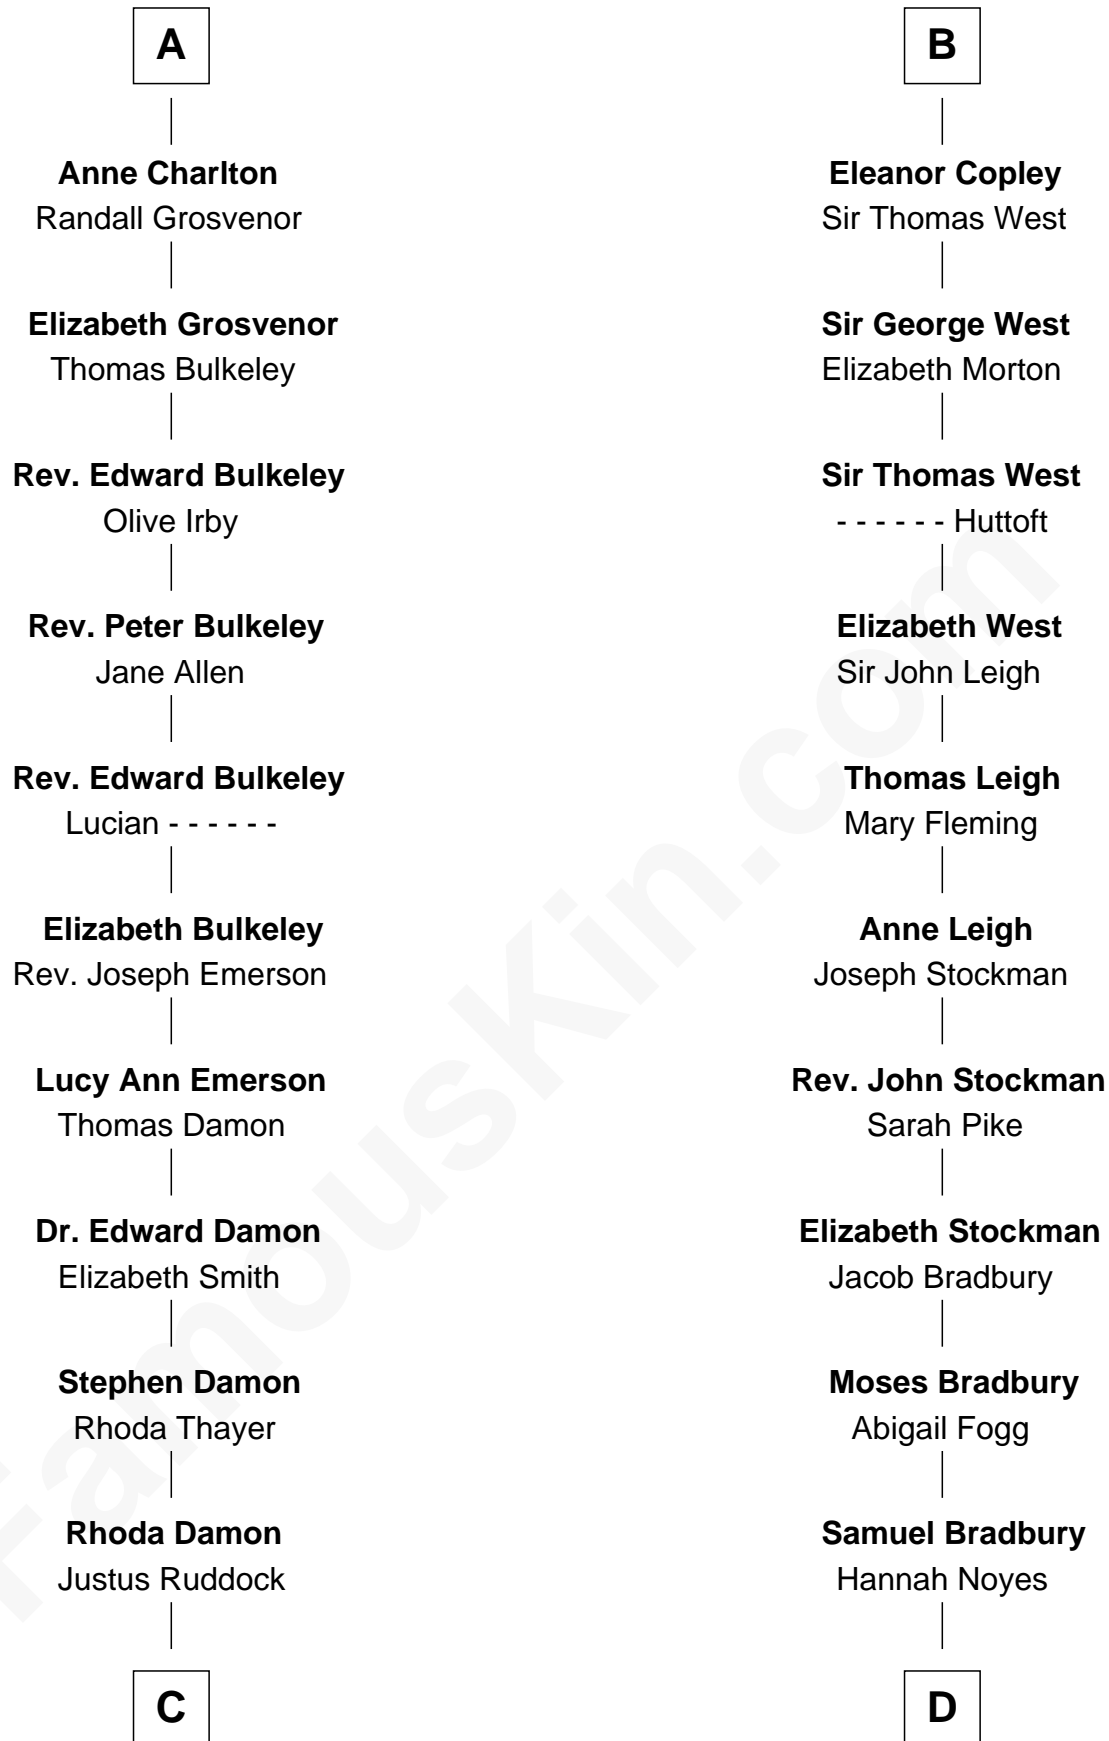 A
Anne Charlton
Randall Grosvenor
Elizabeth Grosvenor
Thomas Bulkeley
Rev. Edward Bulkeley
Olive Irby
Rev. Peter Bulkeley
Jane Allen
Rev. Edward Bulkeley
Lucian - - - - - -
Elizabeth Bulkeley
Rev. Joseph Emerson
Lucy Ann Emerson
Thomas Damon
Dr. Edward Damon
Elizabeth Smith
Stephen Damon
Rhoda Thayer
Rhoda Damon
Justus Ruddock
C
B
Eleanor Copley
Sir Thomas West
Sir George West
Elizabeth Morton
Sir Thomas West
- - - - - - Huttoft
Elizabeth West
Sir John Leigh
Thomas Leigh
Mary Fleming
Anne Leigh
Joseph Stockman
Rev. John Stockman
Sarah Pike
Elizabeth Stockman
Jacob Bradbury
Moses Bradbury
Abigail Fogg
Samuel Bradbury
Hannah Noyes
D
FamousKin.com